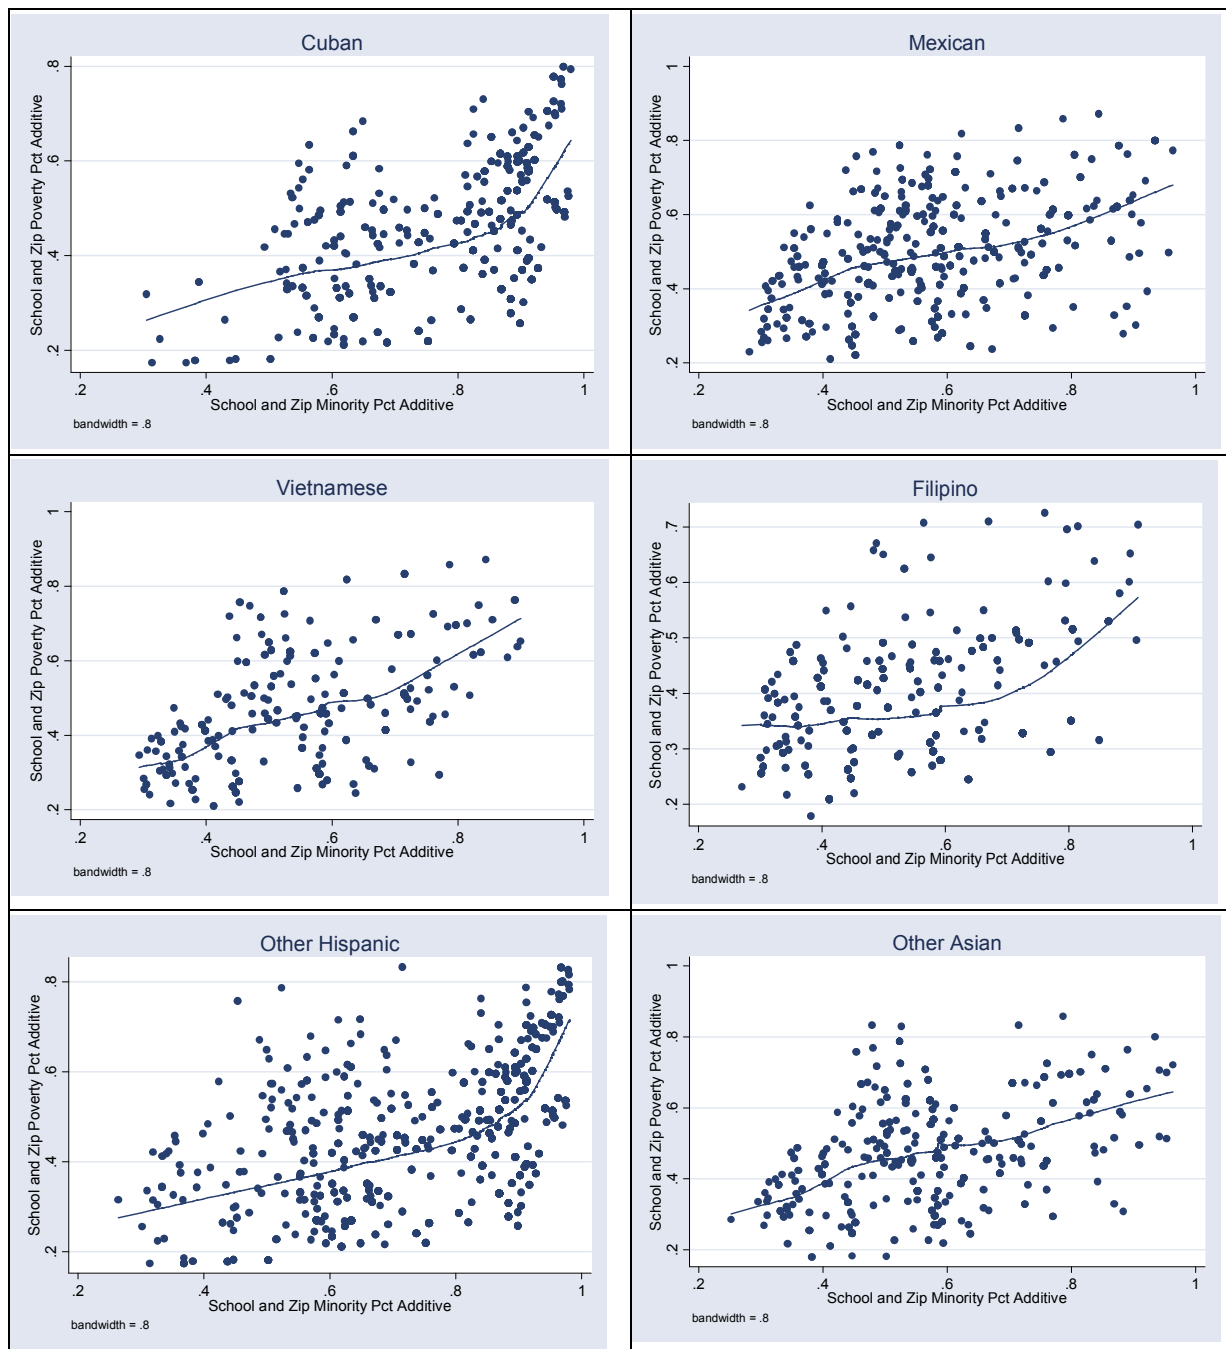 Cuban
School and Zip Poverty Pct Additive
.8
.6
.4
.2
.2 .4 .6 .8 1
School and Zip Minority Pct Additive
bandwidth = .8
Mexican
School and Zip Poverty Pct Additive
1
.8
.6
.4
.2
.2 .4 .6 .8 1
School and Zip Minority Pct Additive
bandwidth = .8
Vietnamese
School and Zip Poverty Pct Additive
1
.8
.6
.4
.2
.2 .4 .6 .8 1
School and Zip Minority Pct Additive
bandwidth = .8
Filipino
School and Zip Poverty Pct Additive
.7
.6
.5
.4
.3
.2
.2 .4 .6 .8 1
School and Zip Minority Pct Additive
bandwidth = .8
Other Hispanic
School and Zip Poverty Pct Additive
.8
.6
.4
.2
.2 .4 .6 .8 1
School and Zip Minority Pct Additive
bandwidth = .8
Other Asian
School and Zip Poverty Pct Additive
1
.8
.6
.4
.2
.2 .4 .6 .8 1
School and Zip Minority Pct Additive
bandwidth = .8